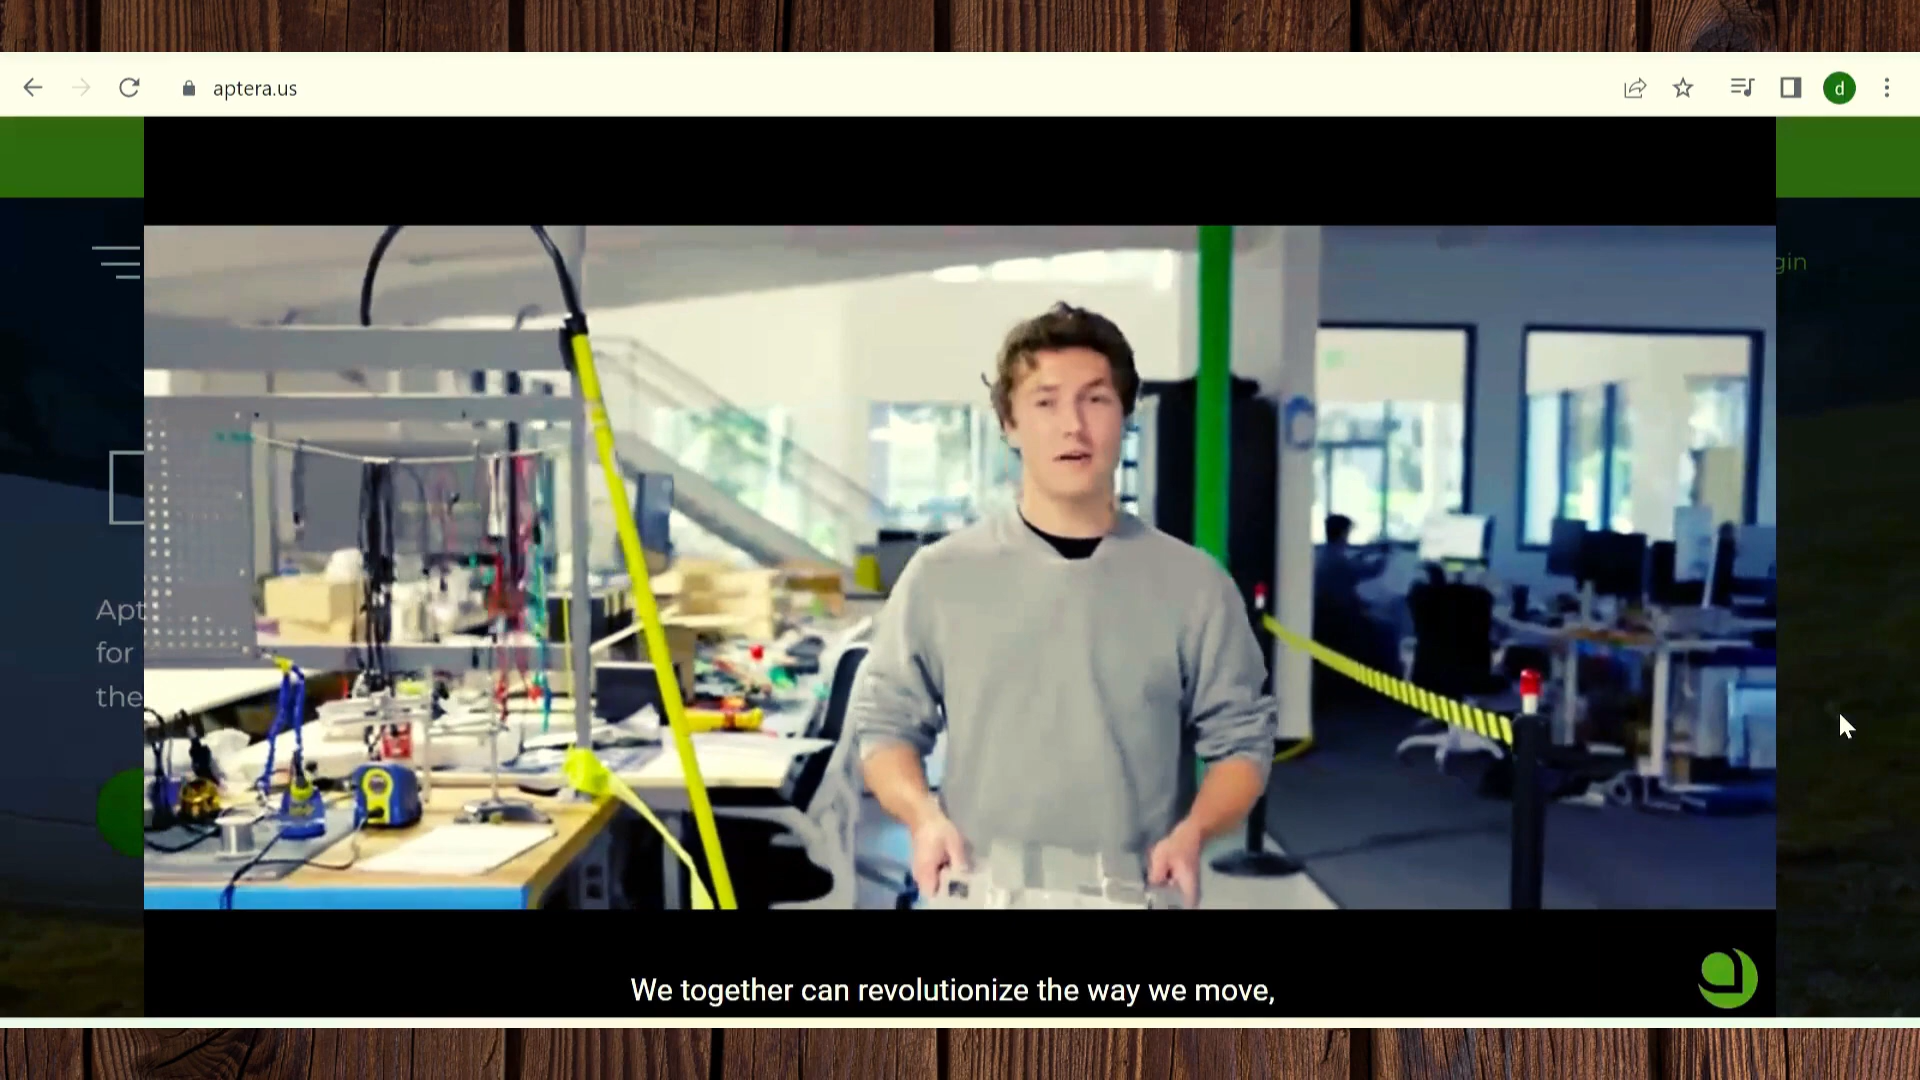 aptera.us
d
gin
Apt
for
the
We together can revolutionize the way we move,